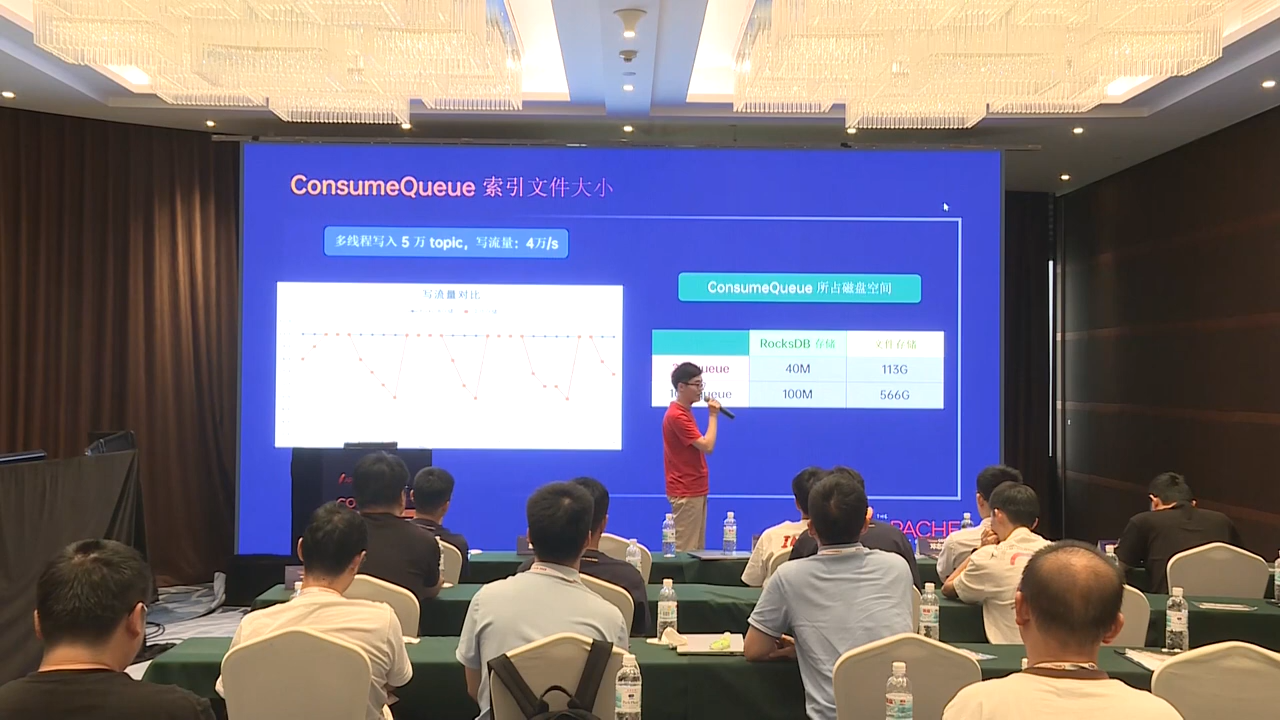 ConsumeQueue 索引文件大小
多线程写入 5 万 topic，写流量：4万/s
写流量对比
ConsumeQueue 所占磁盘空间
RocksDB 存储 文件存储
queue 40M 113G
queue 100M 566G
THE
PACHE